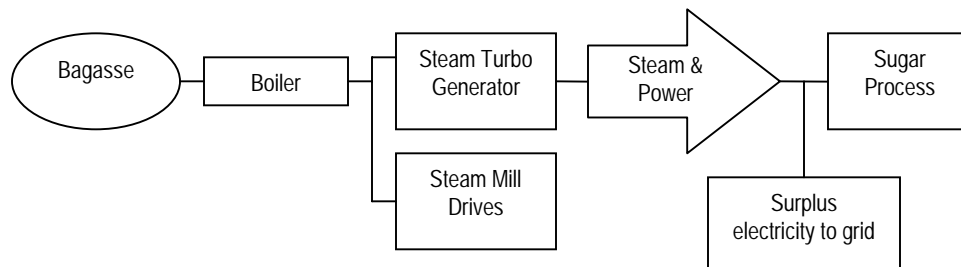 Bagasse
Boiler
Steam Turbo
Generator
Steam &
Power
Sugar
Process
Steam Mill
Drives
Surplus
electricity to grid